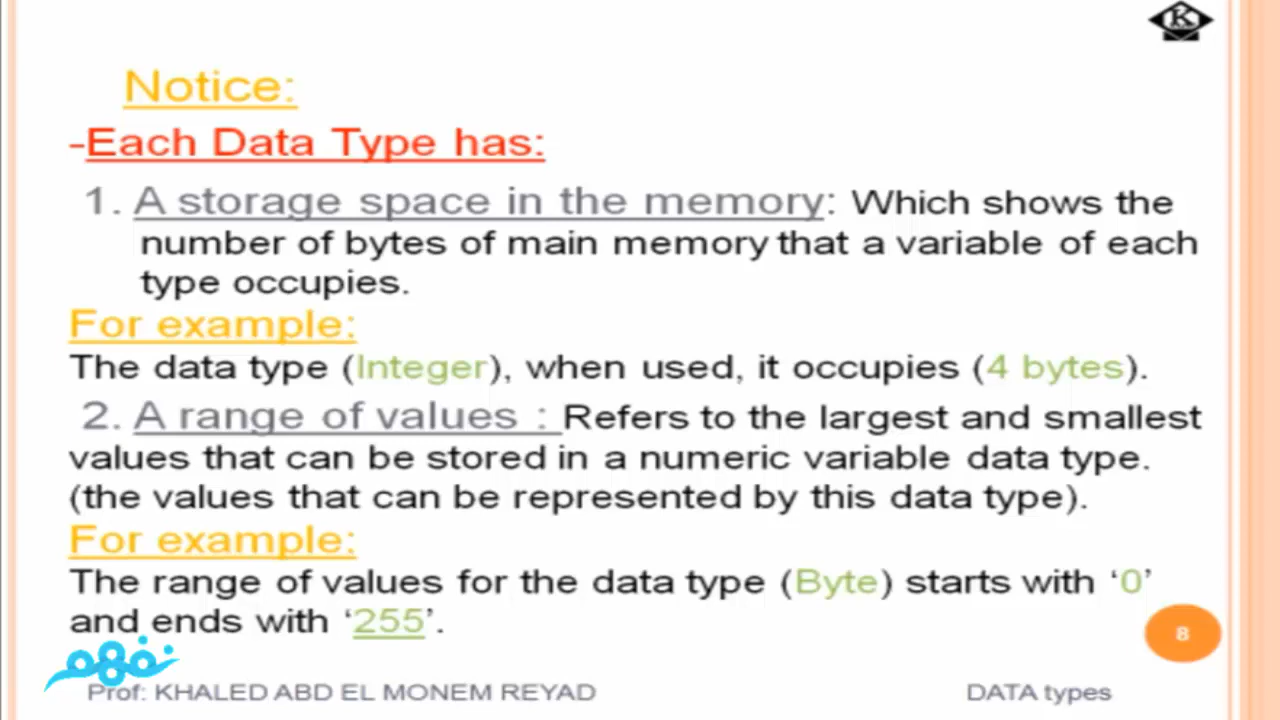 K
Notice:
-Each Data Type has:
1. A storage space in the memory: Which shows the
number of bytes of main memory that a variable of each
type occupies.
For example:
The data type (Integer), when used, it occupies (4 bytes).
2. A range of values : Refers to the largest and smallest
values that can be stored in a numeric variable data type.
(the values that can be represented by this data type).
For example:
The range of values for the data type (Byte) starts with ‘0’
and ends with ‘255’.
8
نفهم
Prof: KHALED ABD EL MONEM REYAD
DATA types